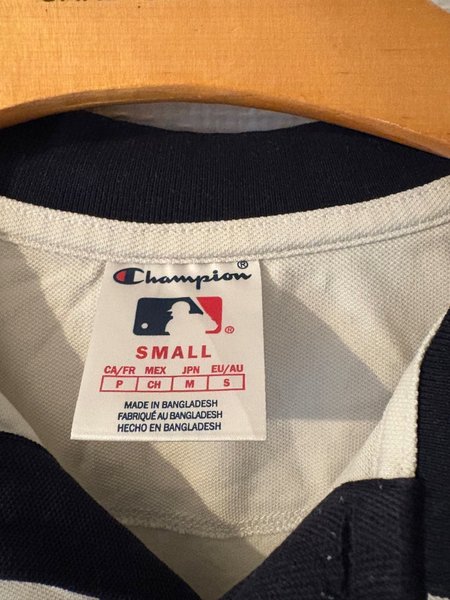 Champion®
®
SMALL
CA/FR MEX JPN EU/AU
P CH M S
MADE IN BANGLADESH
FABRIQUÉ AU BANGLADESH
HECHO EN BANGLADESH